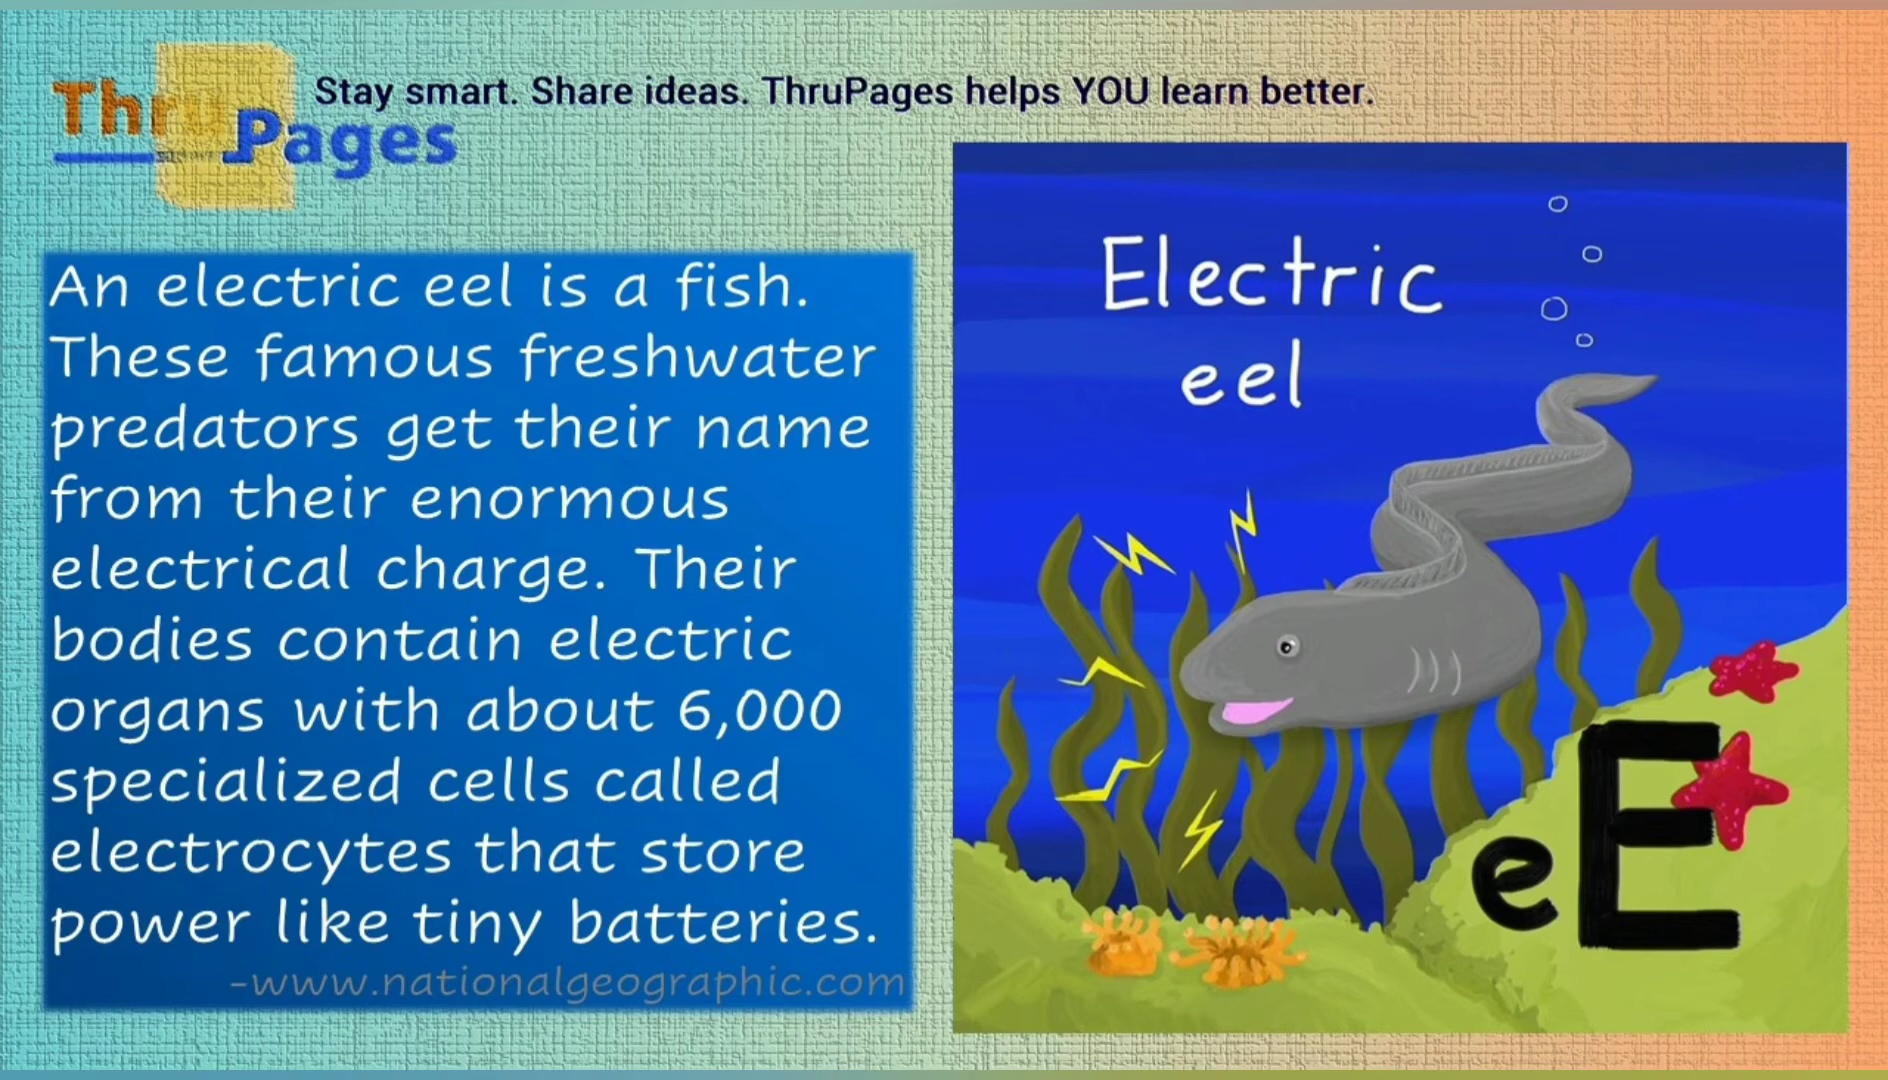 Thru
Pages
Stay smart. Share ideas. ThruPages helps YOU learn better.
An electric eel is a fish.
These famous freshwater
predators get their name
from their enormous
electrical charge. Their
bodies contain electric
organs with about 6,000
specialized cells called
electrocytes that store
power like tiny batteries.
-www.nationalgeographic.com
Electric
eel
eE